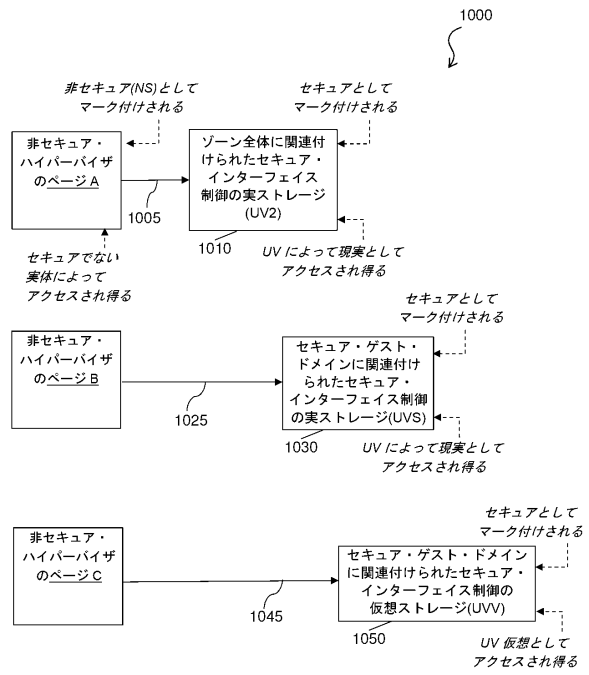 1000
非セキュア(NS)として
マーク付けされる
セキュアとして
マーク付けされる
非セキュア・
ハイパーバイザ
のページ A
1005
ゾーン全体に関連付
けられたセキュア・
インターフェイス
制御の実ストレージ
(UV2)
1010
セキュアでない
実体によって
アクセスされ得る
UV によって現実として
アクセスされ得る
セキュアとして
マーク付けされる
非セキュア・
ハイパーバイザ
のページ B
1025
セキュア・ゲスト・
ドメインに関連付け
られたセキュア・
インターフェイス制御
の実ストレージ(UVS)
1030
UV によって現実として
アクセスされ得る
セキュアとして
マーク付けされる
非セキュア・
ハイパーバイザ
のページ C
1045
セキュア・ゲスト・ドメイン
に関連付けられたセキュア・
インターフェイス制御の
仮想ストレージ(UVV)
1050
UV 仮想として
アクセスされ得る